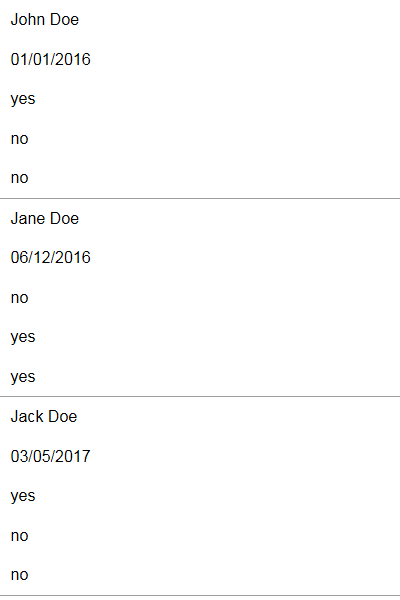 John Doe
01/01/2016
yes
no
no
Jane Doe
06/12/2016
no
yes
yes
Jack Doe
03/05/2017
yes
no
no